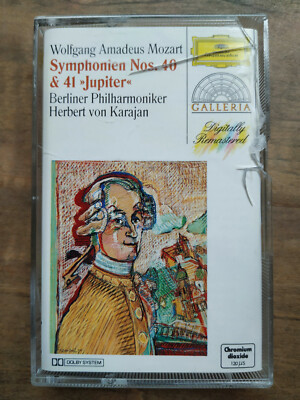 Wolfgang Amadeus Mozart
Symphonien Nos. 40
& 41 »Jupiter«
Berliner Philharmoniker
Herbert von Karajan
GALLERIA
Digitally
Remastered
DOLBY SYSTEM
Chromium
dioxide